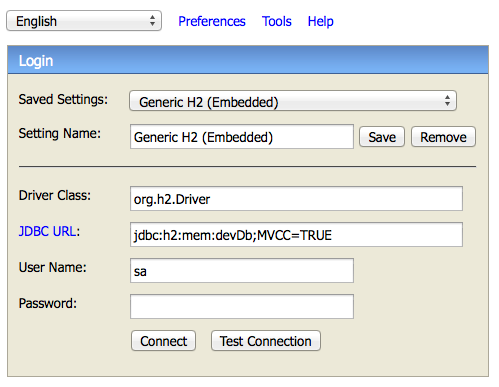 English Preferences Tools Help
Login
Saved Settings: Generic H2 (Embedded)
Setting Name: Generic H2 (Embedded) Save Remove
Driver Class: org.h2.Driver
JDBC URL: jdbc:h2:mem:devDb;MVCC=TRUE
User Name: sa
Password:
Connect Test Connection